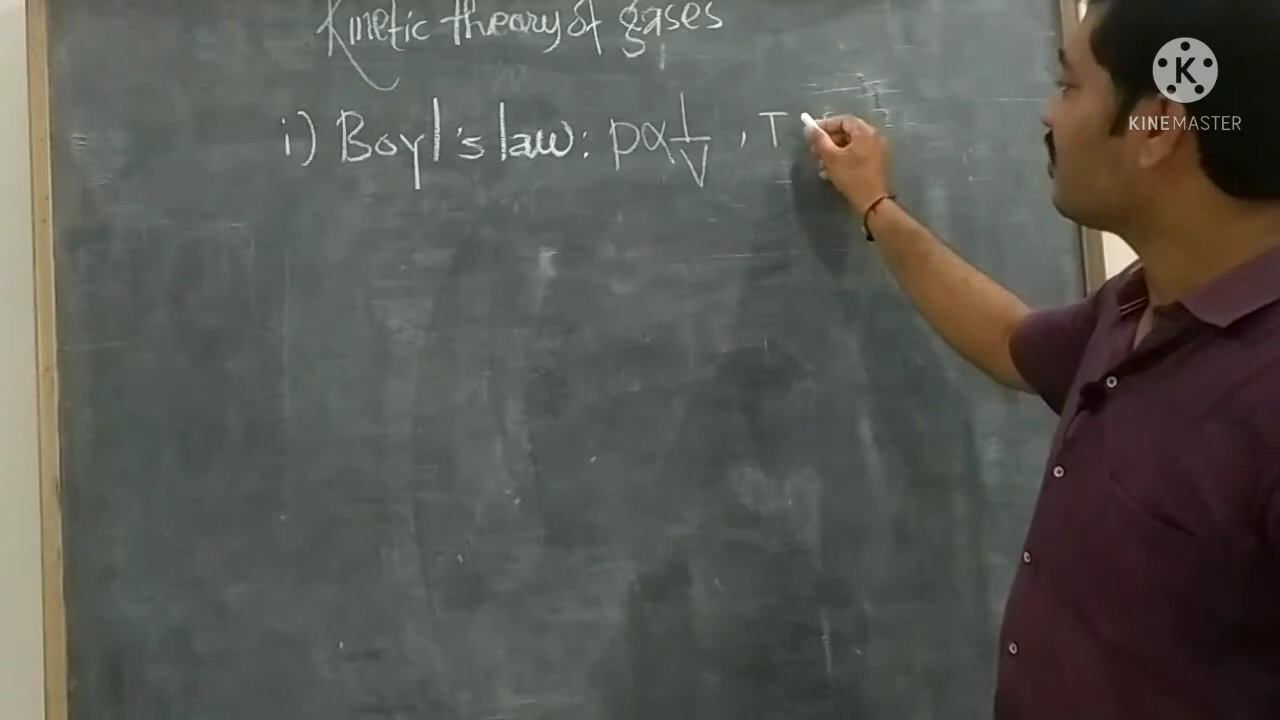 Kinetic theory of gases
i) Boyl's law: p∝1/V , T
K
KINEMASTER